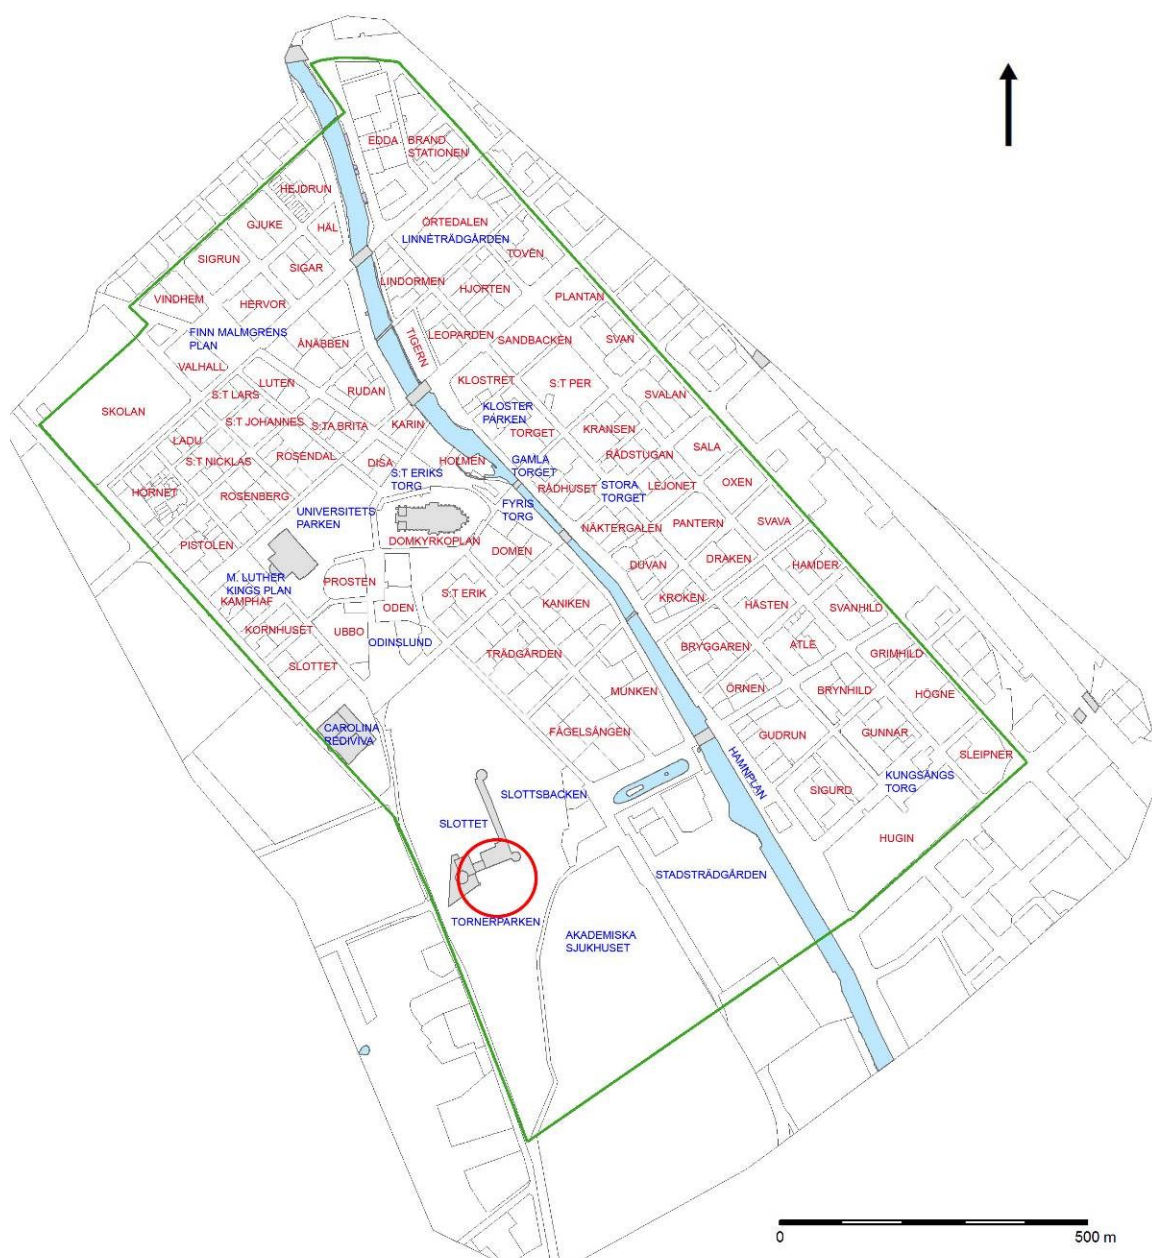 EDDA
BRAND
STATIONEN
HEJDRUN
GJUKE
HÄL
ÖRTEDALEN
LINNETRÄDGÅRDEN
TOVEN
SIGRUN
SIGAR
LINDORMEN
HJORTEN
VINDHEM
HERVOR
PLANTAN
FINN MALMGRENS
PLAN
ÅNABBEN
TIGERN
LEOPARDEN
SANDBACKEN
SVAN
VALHALL
LUTEN
S:T LARS
RUDAN
KLOSTRET
S:T PER
SVALAN
SKOLAN
S:T JOHANNES
S:TA BRITA
KARIN
KLOSTER
PARKEN
TORGET
KRANSEN
LADU
S:T NICKLAS
ROSENDAL
DISA
HOLMEN
GAMLA
TORGET
RÅDSTUGAN
SALA
HORNET
ROSENBERG
S:T ERIKS
TORG
RÅDHUSET
STORA
TORGET
LEJONET
OXEN
UNIVERSITETS
PARKEN
FYRIS
TORG
NÄKTERGALEN
PANTERN
SVAVA
PISTOLEN
DOMKYRKOPLAN
DOMEN
DUVAN
DRAKEN
HAMDER
M. LUTHER
KINGS PLAN
KAMPHAF
PROSTEN
ODEN
S:T ERIK
KANIKEN
KROKEN
HÄSTEN
SVANHILD
KORNHUSET
UBBO
ODINSLUND
TRÄDGÅRDEN
BRYGGAREN
ATLE
GRIMHILD
SLOTTET
MUNKEN
ÖRNEN
BRYNHILD
HÖGNE
CAROLINA
REDIVIVA
FÅGELSÅNGEN
GUDRUN
GUNNAR
SLEIPNER
HAMNPLAN
SLOTTSBACKEN
SIGURD
KUNGSÄNGS
TORG
SLOTTET
HUGIN
STADSTRÄDGÅRDEN
TORNERPARKEN
AKADEMISKA
SJUKHUSET
0 500 m